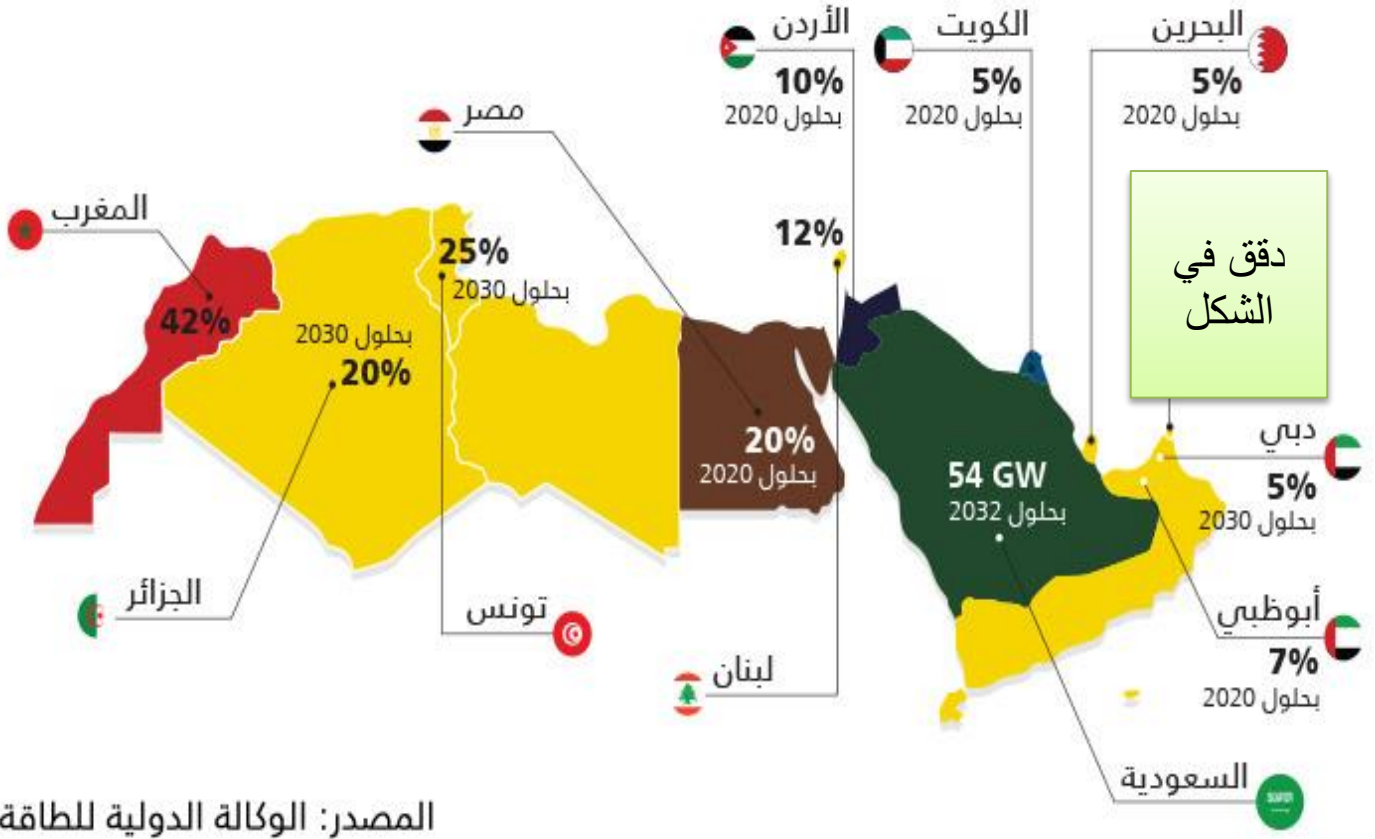 البحرين
5%
بحلول 2020
الكويت
5%
بحلول 2020
الأردن
10%
بحلول 2020
مصر
20%
بحلول 2020
المغرب
42%
25%
بحلول 2030
تونس
بحلول 2030
20%
الجزائر
12%
لبنان
دقق في
الشكل
دبي
5%
بحلول 2030
أبوظبي
7%
بحلول 2020
54 GW
بحلول 2032
السعودية
المصدر: الوكالة الدولية للطاقة